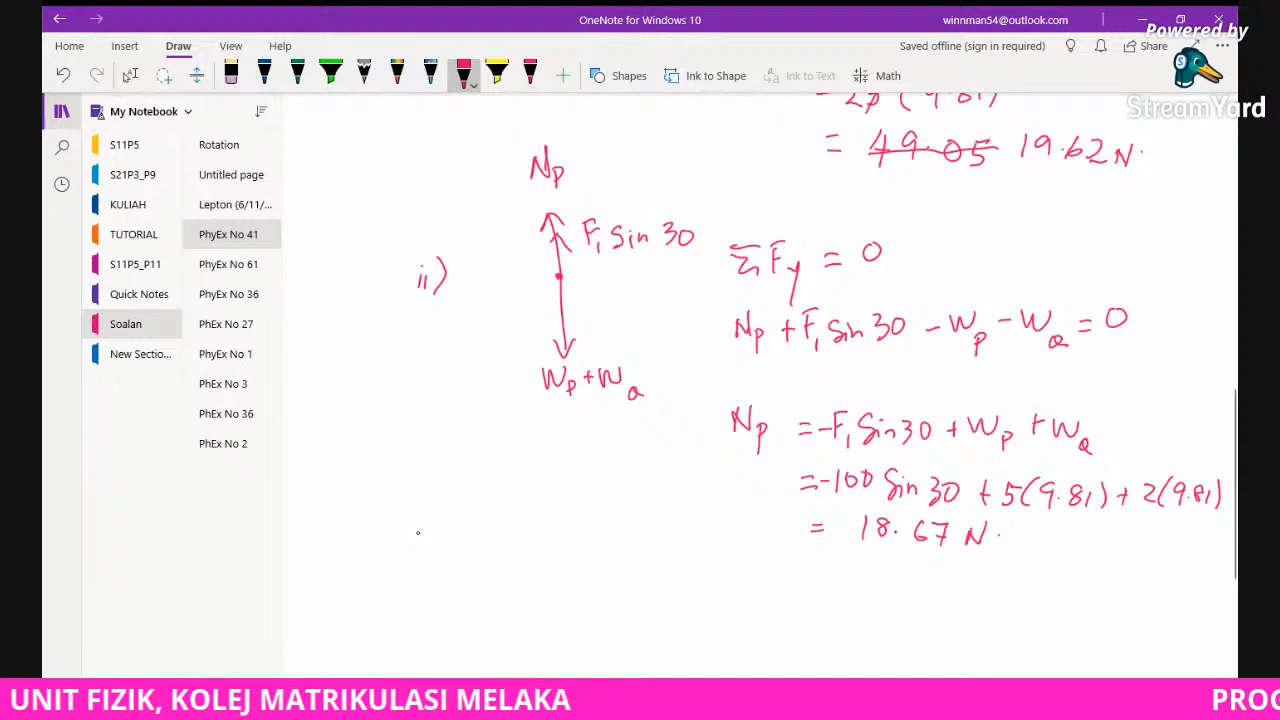 OneNote for Windows 10
winnman54@outlook.com
Powered by
StreamYard
Home Insert Draw View Help
Saved offline (sign in required)
Share
Shapes
Ink to Shape
Ink to Text
Math
My Notebook
S11P5
S21P3_P9
KULIAH
TUTORIAL
S11P5_P11
Quick Notes
Soalan
New Sectio...
Rotation
Untitled page
Lepton (6/11/...
PhyEx No 41
PhyEx No 61
PhyEx No 36
PhEx No 27
PhyEx No 1
PhEx No 3
PhEx No 36
PhEx No 2
= 49.05 19.62 N.
ii)
Np
F₁ Sin 30
Wp + WQ
ΣFy = 0
Np + F₁ Sin 30 - Wp - WQ = 0
Np = -F₁ Sin 30 + Wp + WQ
= -100 Sin 30 + 5(9.81) + 2(9.81)
= 18.67 N.
UNIT FIZIK, KOLEJ MATRIKULASI MELAKA
PROG